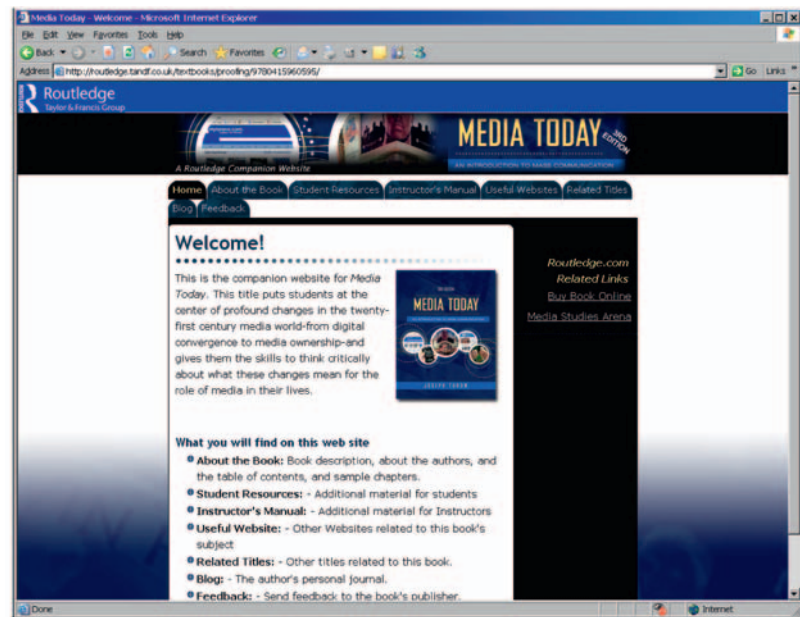 Media Today - Welcome - Microsoft Internet Explorer
File Edit View Favorites Tools Help
Back Search Favorites
Address http://routledge.tandf.co.uk/textbooks/proofing/9780415960595/ Go Links
Routledge
Taylor & Francis Group
MEDIA TODAY 3RD EDITION
A Routledge Companion Website
AN INTRODUCTION TO MASS COMMUNICATION
Home About the Book Student Resources Instructor's Manual Useful Websites Related Titles
Blog Feedback
Welcome!
This is the companion website for Media
Today. This title puts students at the
center of profound changes in the twenty-
first century media world-from digital
convergence to media ownership-and
gives them the skills to think critically
about what these changes mean for the
role of media in their lives.
MEDIA TODAY
JOSEPH TUROW
Routledge.com
Related Links
Buy Book Online
Media Studies Arena
What you will find on this web site
About the Book: Book description, about the authors, and
the table of contents, and sample chapters.
Student Resources: - Additional material for students
Instructor's Manual: - Additional material for Instructors
Useful Website: - Other Websites related to this book's
subject
Related Titles: - Other titles related to this book.
Blog: - The author's personal journal.
Feedback: - Send feedback to the book's publisher.
Done Internet